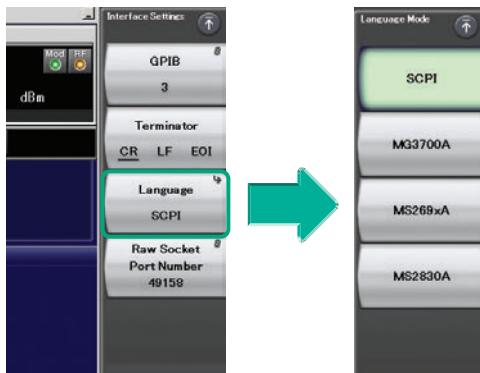 Interface Settings
Mod RF
dBm
GPIB
3
Terminator
CR LF EOI
Language
SCPI
Raw Socket
Port Number
49158
Language Mode
SCPI
MG3700A
MS269xA
MS2830A